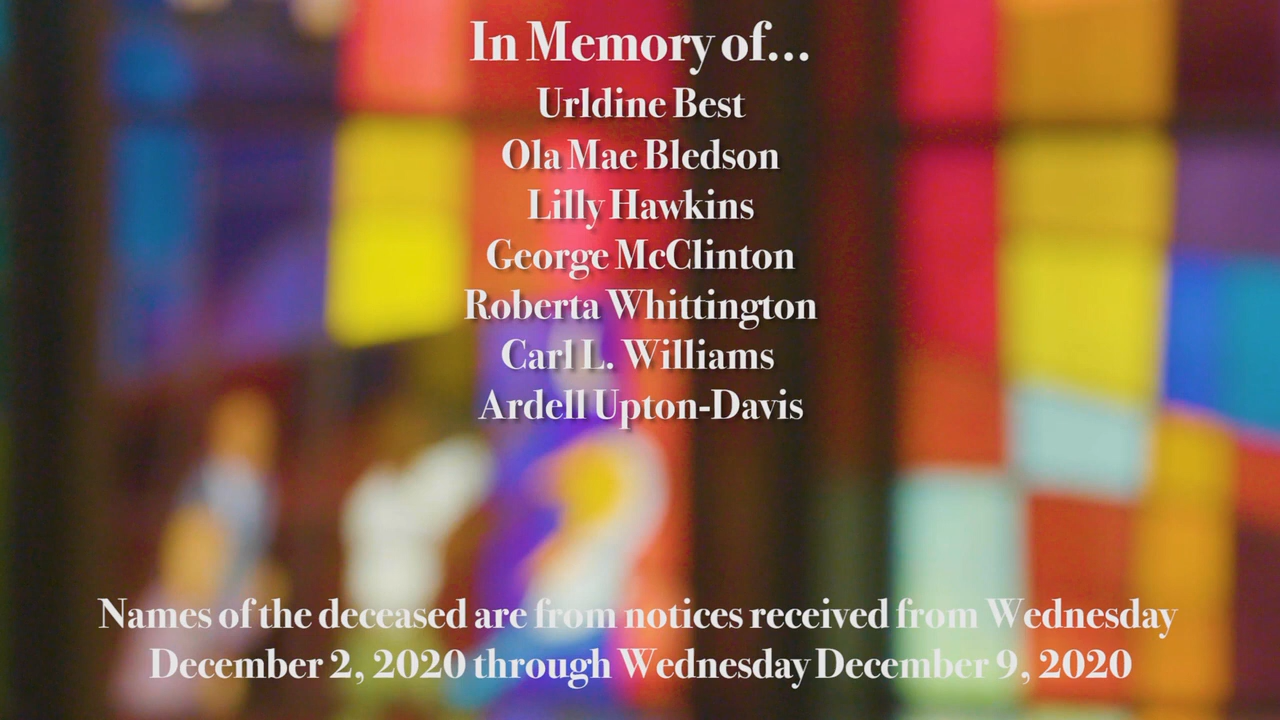 In Memory of...
Urldine Best
Ola Mae Bledson
Lilly Hawkins
George McClinton
Roberta Whittington
Carl L. Williams
Ardell Upton-Davis
Names of the deceased are from notices received from Wednesday
December 2, 2020 through Wednesday December 9, 2020